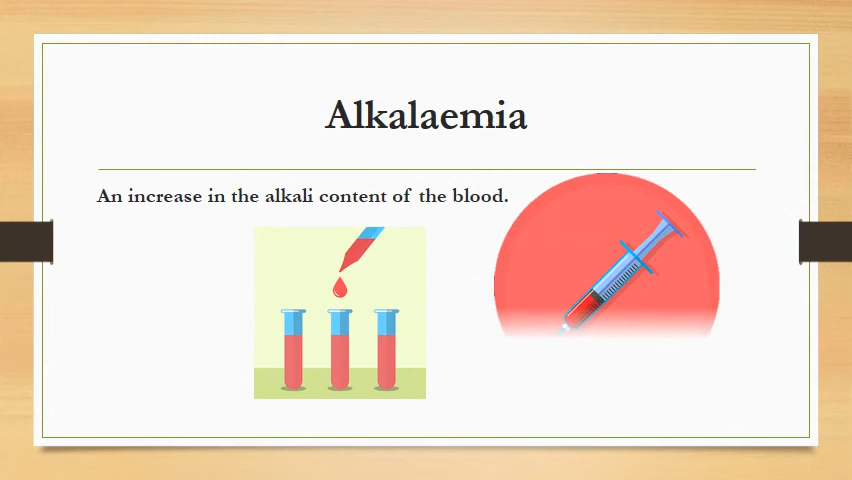 Alkalaemia
An increase in the alkali content of the blood.